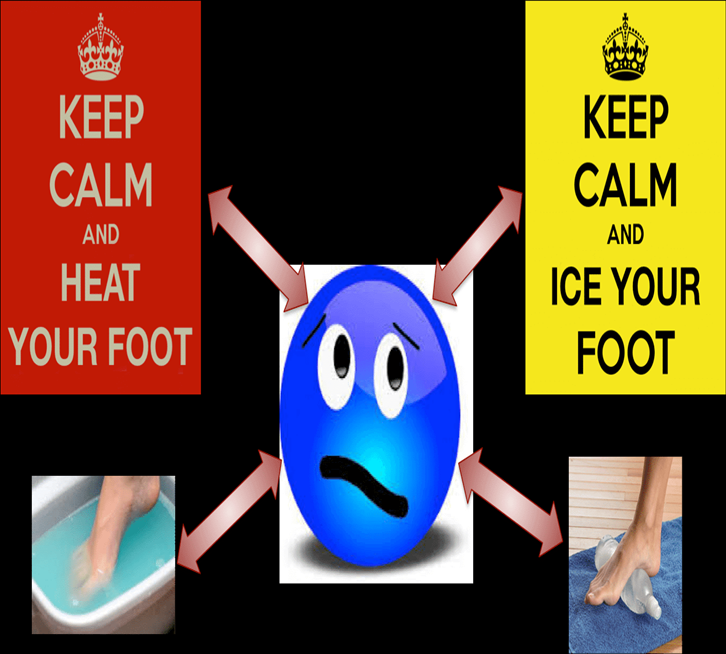 KEEP
CALM
AND
HEAT
YOUR FOOT
KEEP
CALM
AND
ICE YOUR
FOOT